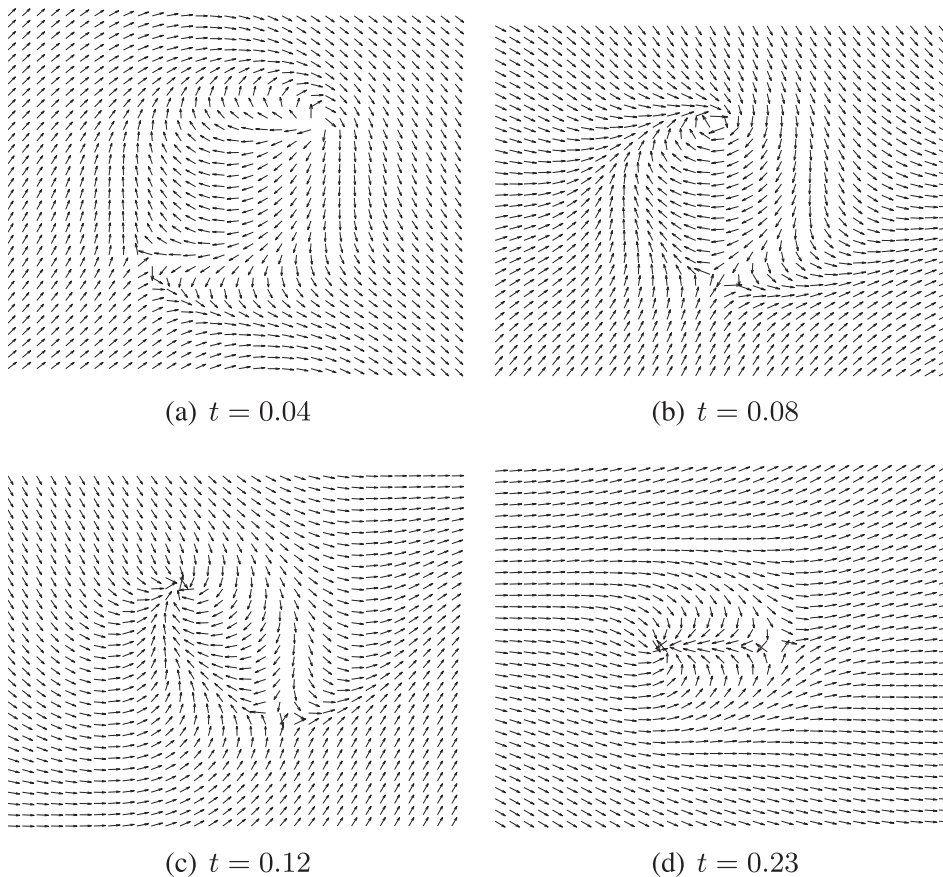 (a) t = 0.04
(b) t = 0.08
(c) t = 0.12
(d) t = 0.23